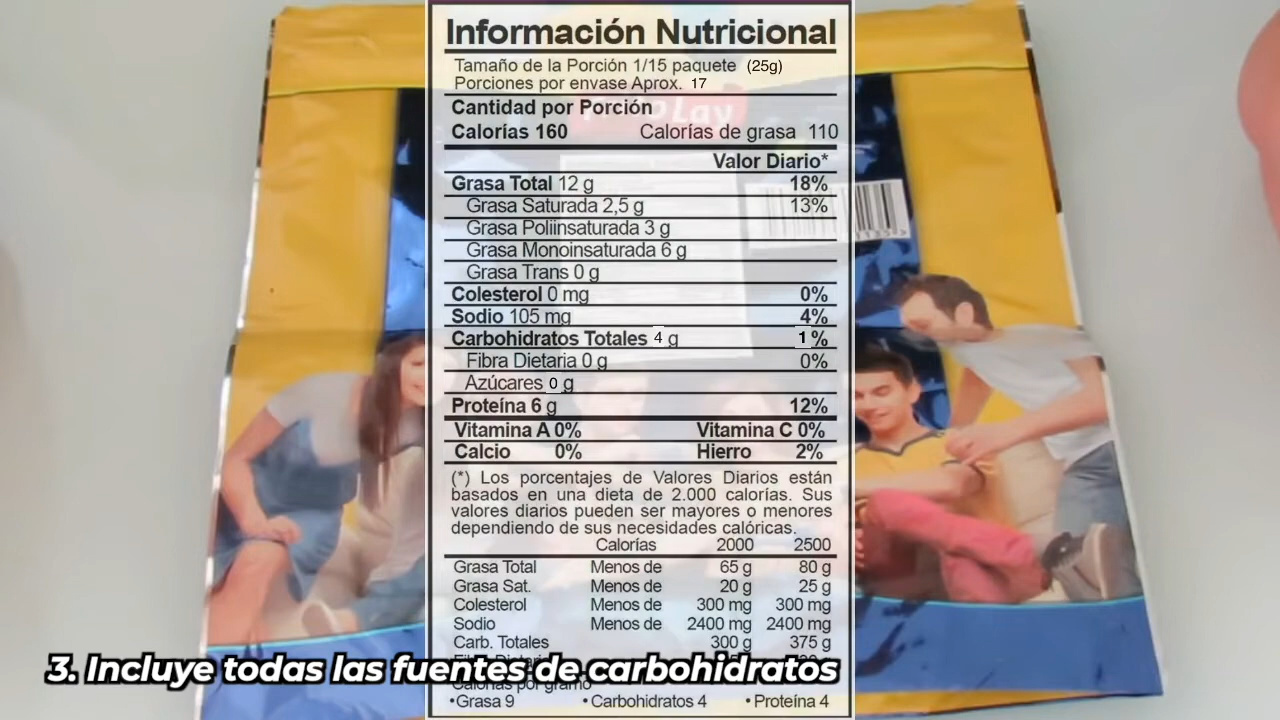 Información Nutricional
Tamaño de la Porción 1/15 paquete (25g)
Porciones por envase Aprox. 17
Cantidad por Porción
Calorías 160 Calorías de grasa 110
Valor Diario*
Grasa Total 12 g 18%
Grasa Saturada 2,5 g 13%
Grasa Poliinsaturada 3 g
Grasa Monoinsaturada 6 g
Grasa Trans 0 g
Colesterol 0 mg 0%
Sodio 105 mg 4%
Carbohidratos Totales 4 g 1%
Fibra Dietaria 0 g 0%
Azúcares 0 g
Proteína 6 g 12%
Vitamina A 0% Vitamina C 0%
Calcio 0% Hierro 2%
(*) Los porcentajes de Valores Diarios están
basados en una dieta de 2.000 calorías. Sus
valores diarios pueden ser mayores o menores
dependiendo de sus necesidades calóricas.
Calorías 2000 2500
Grasa Total Menos de 65 g 80 g
Grasa Sat. Menos de 20 g 25 g
Colesterol Menos de 300 mg 300 mg
Sodio Menos de 2400 mg 2400 mg
Carb. Totales 300 g 375 g
3. Incluye todas las fuentes de carbohidratos
Calorías por gramo
•Grasa 9 •Carbohidratos 4 •Proteína 4